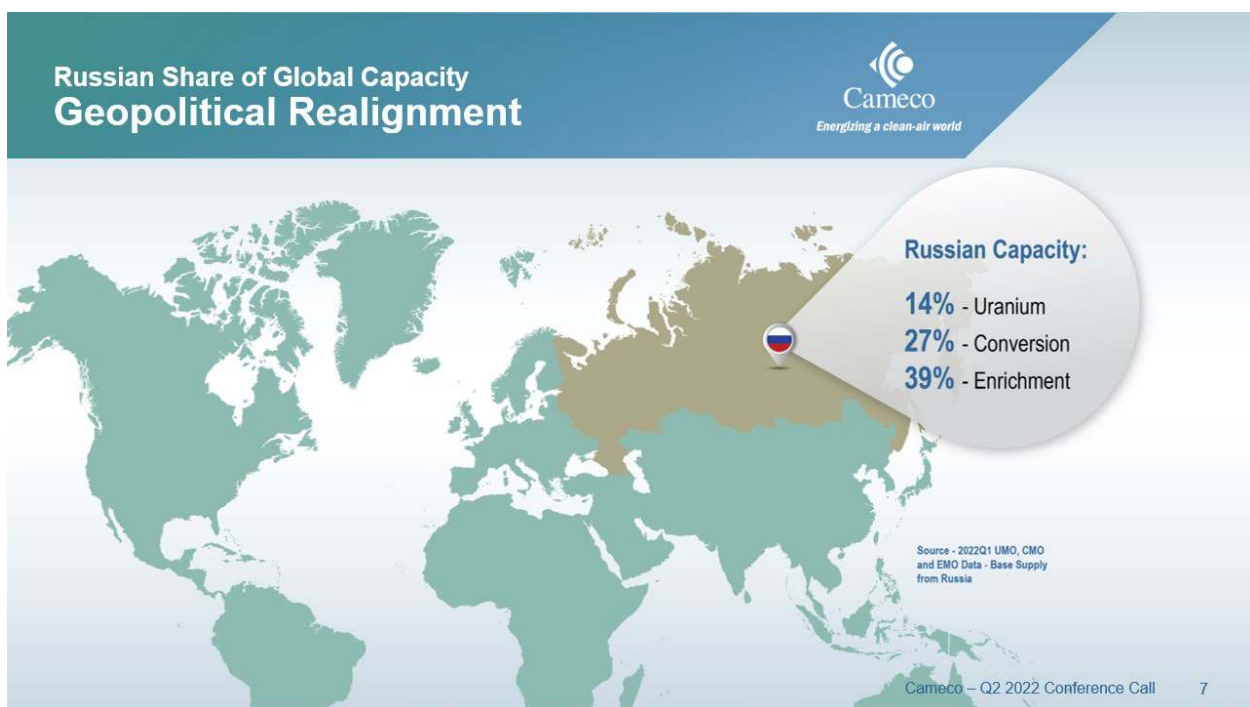 Russian Share of Global Capacity
Geopolitical Realignment
Cameco
Energizing a clean-air world
Russian Capacity:
14% - Uranium
27% - Conversion
39% - Enrichment
Source - 2022Q1 UMO, CMO
and EMO Data - Base Supply
from Russia
Cameco – Q2 2022 Conference Call 7